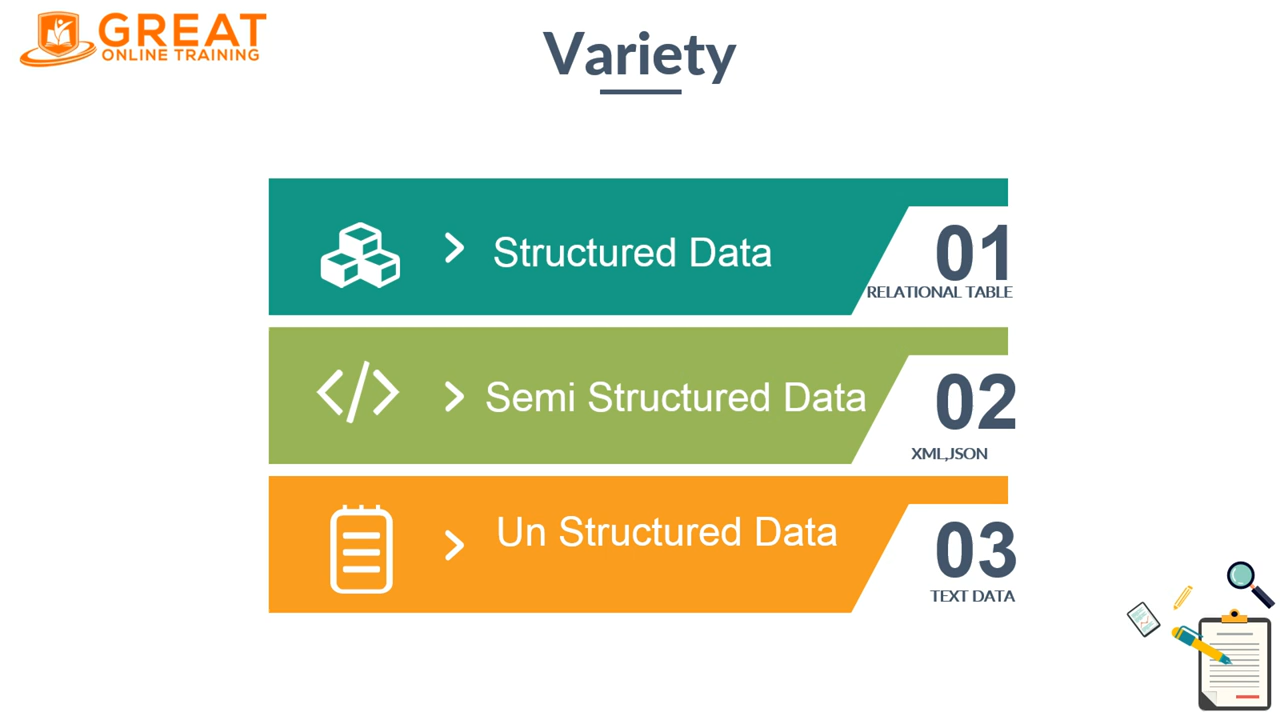 GREAT
ONLINE TRAINING
Variety
Structured Data
01
RELATIONAL TABLE
Semi Structured Data
02
XML,JSON
Un Structured Data
03
TEXT DATA